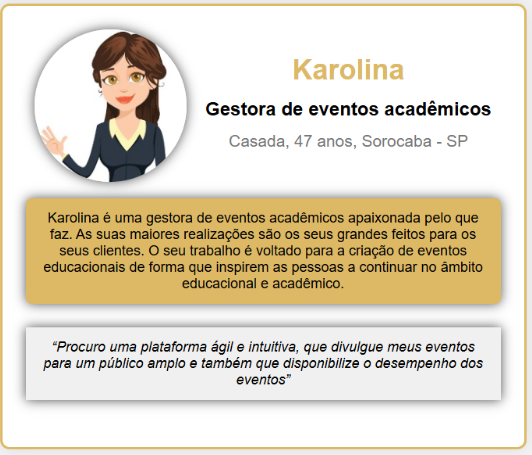 Karolina
Gestora de eventos acadêmicos
Casada, 47 anos, Sorocaba - SP
Karolina é uma gestora de eventos acadêmicos apaixonada pelo que
faz. As suas maiores realizações são os seus grandes feitos para os
seus clientes. O seu trabalho é voltado para a criação de eventos
educacionais de forma que inspirem as pessoas a continuar no âmbito
educacional e acadêmico.
“Procuro uma plataforma ágil e intuitiva, que divulgue meus eventos
para um público amplo e também que disponibilize o desempenho dos
eventos”